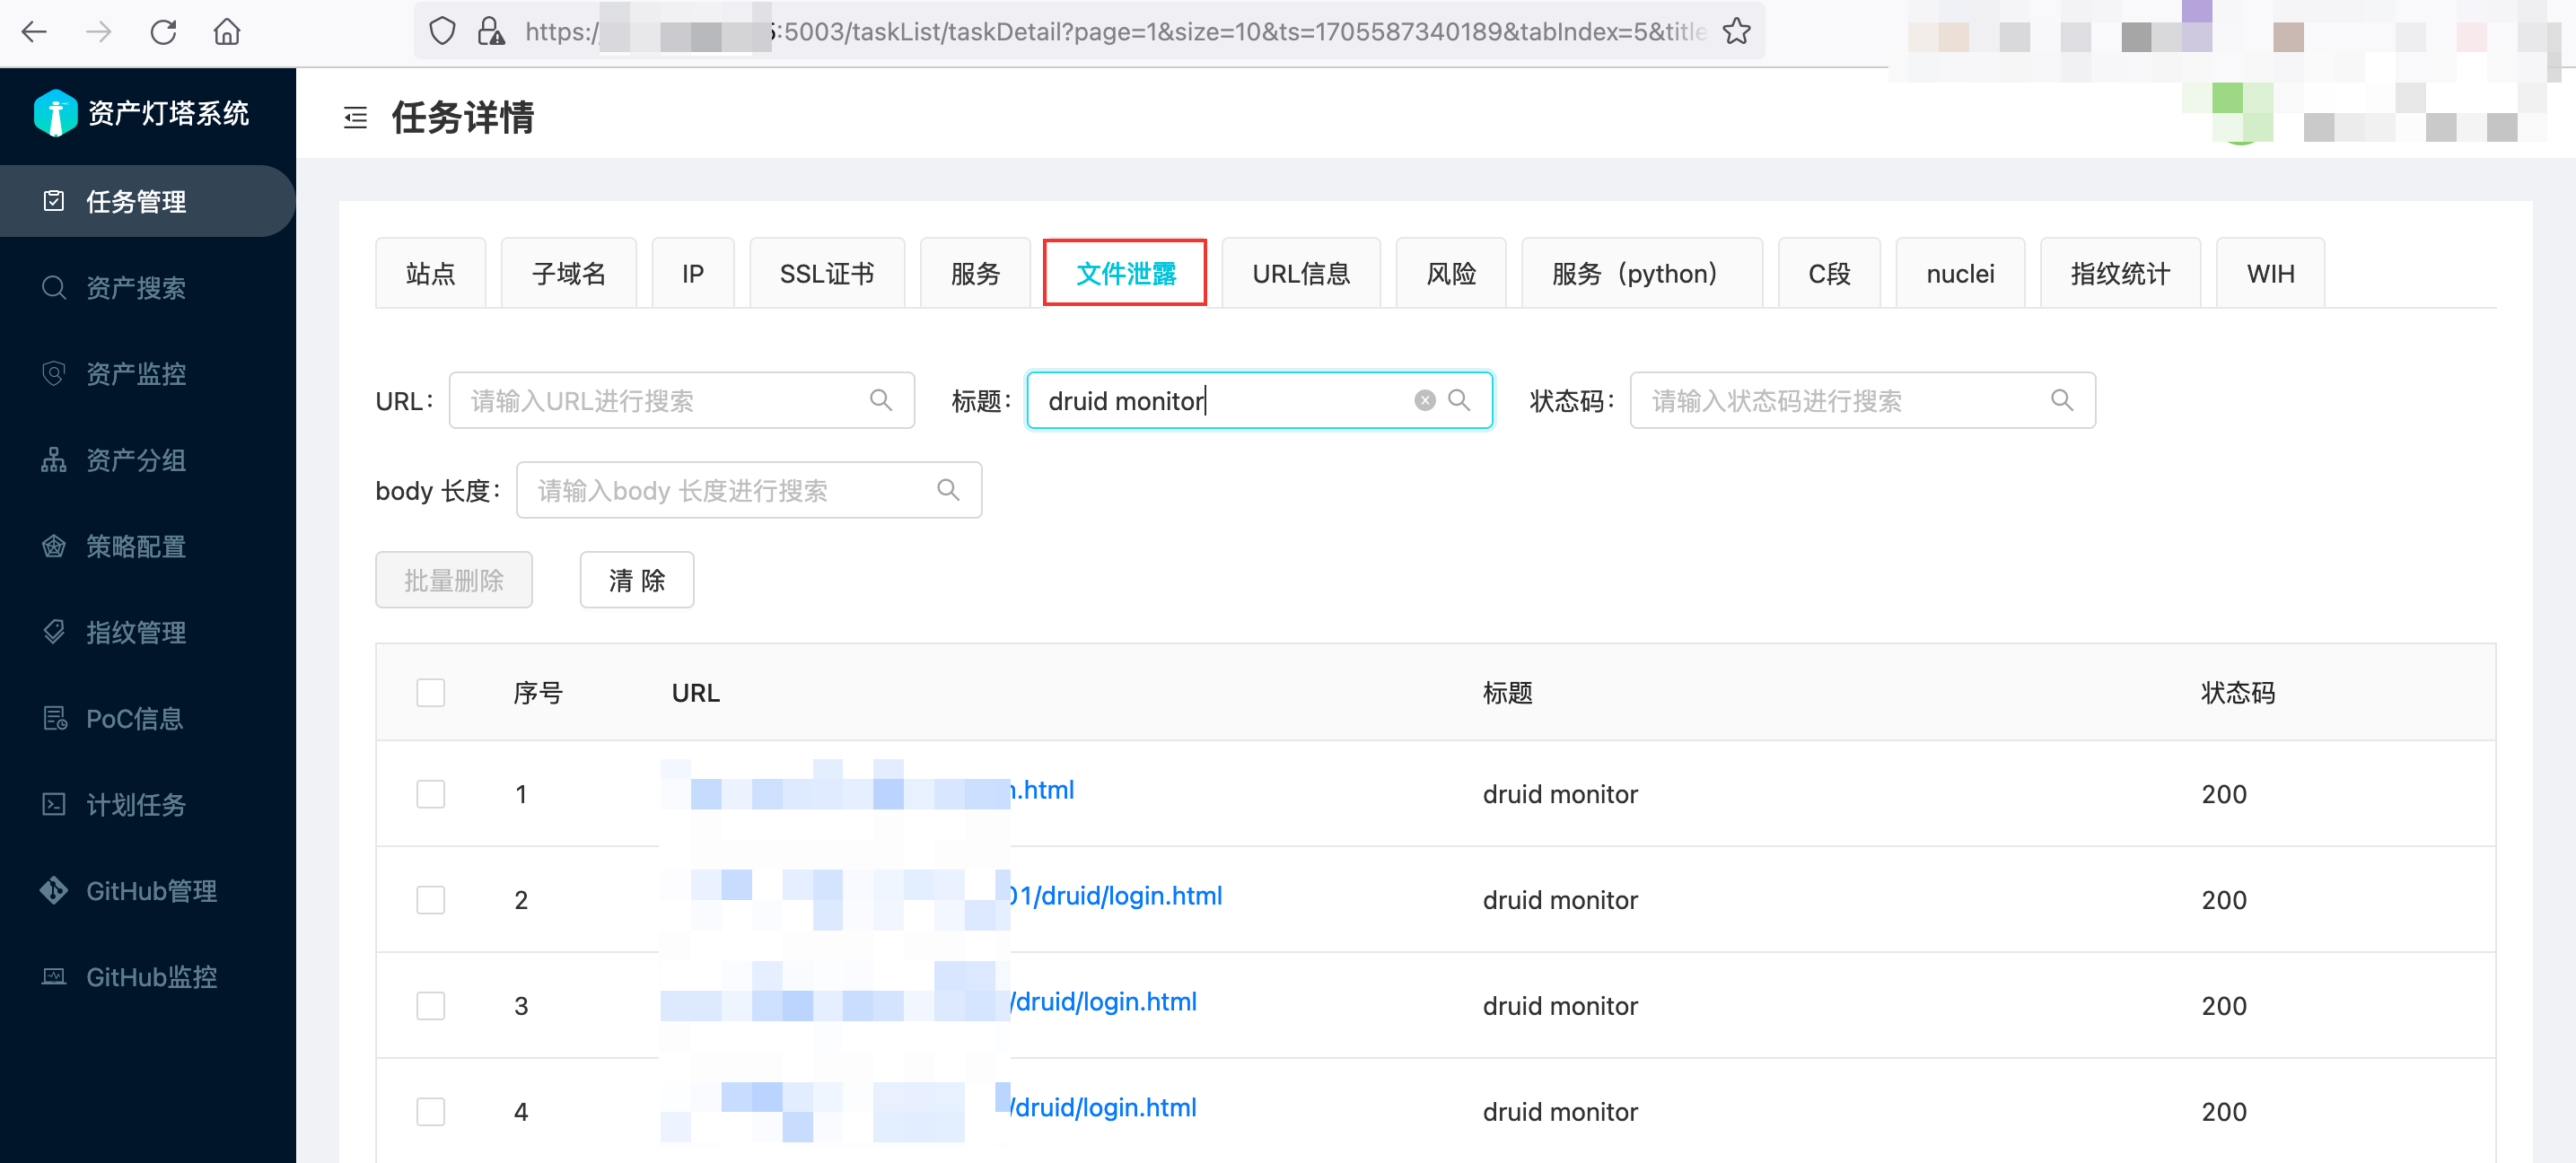 https:/ 5:5003/taskList/taskDetail?page=1&size=10&ts=1705587340189&tabIndex=5&title
资产灯塔系统
任务详情
任务管理
资产搜索
资产监控
资产分组
策略配置
指纹管理
PoC信息
计划任务
GitHub管理
GitHub监控
站点 子域名 IP SSL证书 服务 文件泄露 URL信息 风险 服务（python） C段 nuclei 指纹统计 WIH
URL： 请输入URL进行搜索 标题： druid monitor 状态码： 请输入状态码进行搜索
body 长度： 请输入body 长度进行搜索
批量删除 清 除
序号 URL 标题 状态码
1 .html druid monitor 200
2 01/druid/login.html druid monitor 200
3 /druid/login.html druid monitor 200
4 /druid/login.html druid monitor 200